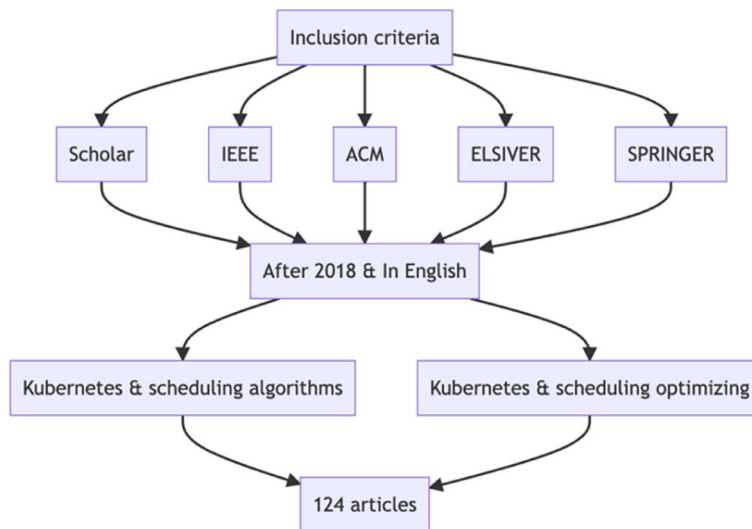 Inclusion criteria
Scholar
IEEE
ACM
ELSIVER
SPRINGER
After 2018 & In English
Kubernetes & scheduling algorithms
Kubernetes & scheduling optimizing
124 articles